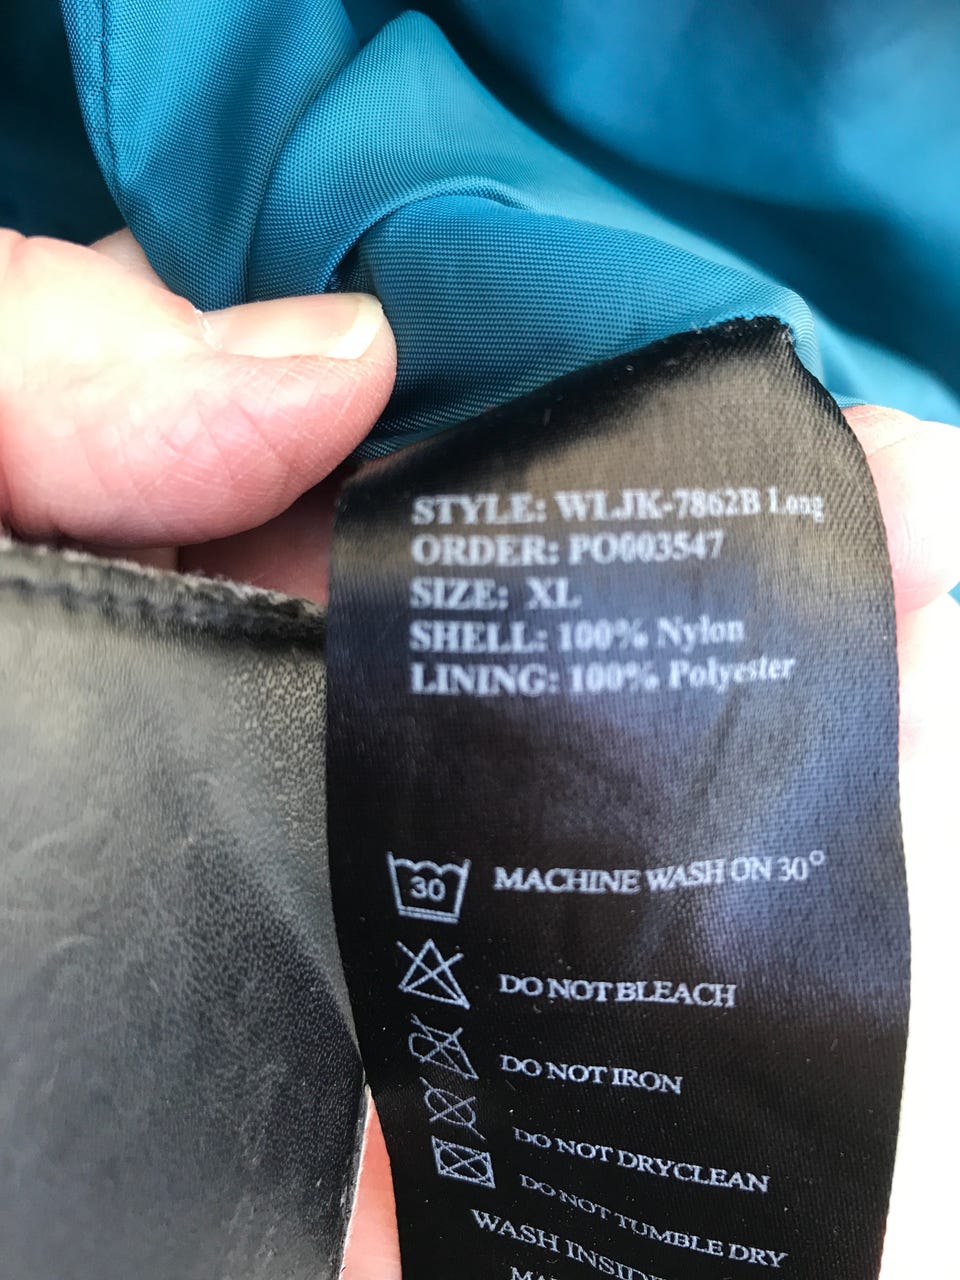 STYLE: WLJK-7862B Long
ORDER: PO003547
SIZE: XL
SHELL: 100% Nylon
LINING: 100% Polyester
30 MACHINE WASH ON 30°
DO NOT BLEACH
DO NOT IRON
DO NOT DRYCLEAN
DO NOT TUMBLE DRY
WASH